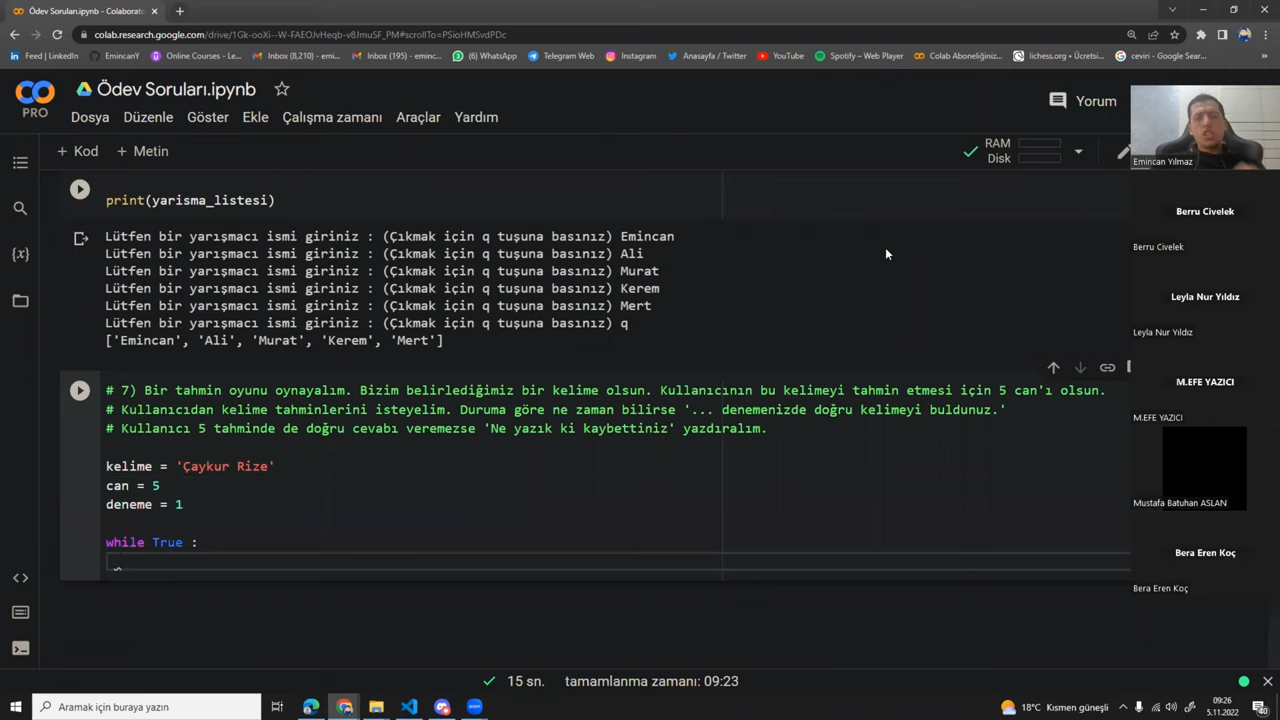 Ödev Soruları.ipynb - Colaborato
colab.research.google.com/drive/1Gk-ooXi--W-FAEOJvHeqb-v8JmuSF_PM#scrollTo=PSioHMSvdPDc
Feed | LinkedIn
EmincanY
Online Courses - Le...
Inbox (8,210) - emi...
Inbox (195) - eminc...
(6) WhatsApp
Telegram Web
Instagram
Anasayfa / Twitter
YouTube
Spotify – Web Player
Colab Aboneliğiniz...
lichess.org • Ücretsi...
ceviri - Google Sear...
PRO
Ödev Soruları.ipynb
Yorum
Dosya Düzenle Göster Ekle Çalışma zamanı Araçlar Yardım
+ Kod + Metin
RAM
Disk
print(yarisma_listesi)
Lütfen bir yarışmacı ismi giriniz : (Çıkmak için q tuşuna basınız) Emincan
Lütfen bir yarışmacı ismi giriniz : (Çıkmak için q tuşuna basınız) Ali
Lütfen bir yarışmacı ismi giriniz : (Çıkmak için q tuşuna basınız) Murat
Lütfen bir yarışmacı ismi giriniz : (Çıkmak için q tuşuna basınız) Kerem
Lütfen bir yarışmacı ismi giriniz : (Çıkmak için q tuşuna basınız) Mert
Lütfen bir yarışmacı ismi giriniz : (Çıkmak için q tuşuna basınız) q
['Emincan', 'Ali', 'Murat', 'Kerem', 'Mert']
# 7) Bir tahmin oyunu oynayalım. Bizim belirlediğimiz bir kelime olsun. Kullanıcının bu kelimeyi tahmin etmesi için 5 can'ı olsun.
# Kullanıcıdan kelime tahminlerini isteyelim. Duruma göre ne zaman bilirse '... denemenizde doğru kelimeyi buldunuz.'
# Kullanıcı 5 tahminde de doğru cevabı veremezse 'Ne yazık ki kaybettiniz' yazdıralım.
kelime = 'Çaykur Rize'
can = 5
deneme = 1
while True :
Emincan Yılmaz
Berru Civelek
Berru Civelek
Leyla Nur Yıldız
Leyla Nur Yıldız
M.EFE YAZICI
M.EFE YAZICI
Mustafa Batuhan ASLAN
Bera Eren Koç
Bera Eren Koç
15 sn. tamamlanma zamanı: 09:23
Aramak için buraya yazın
18°C Kısmen güneşli
09:26
5.11.2022
40